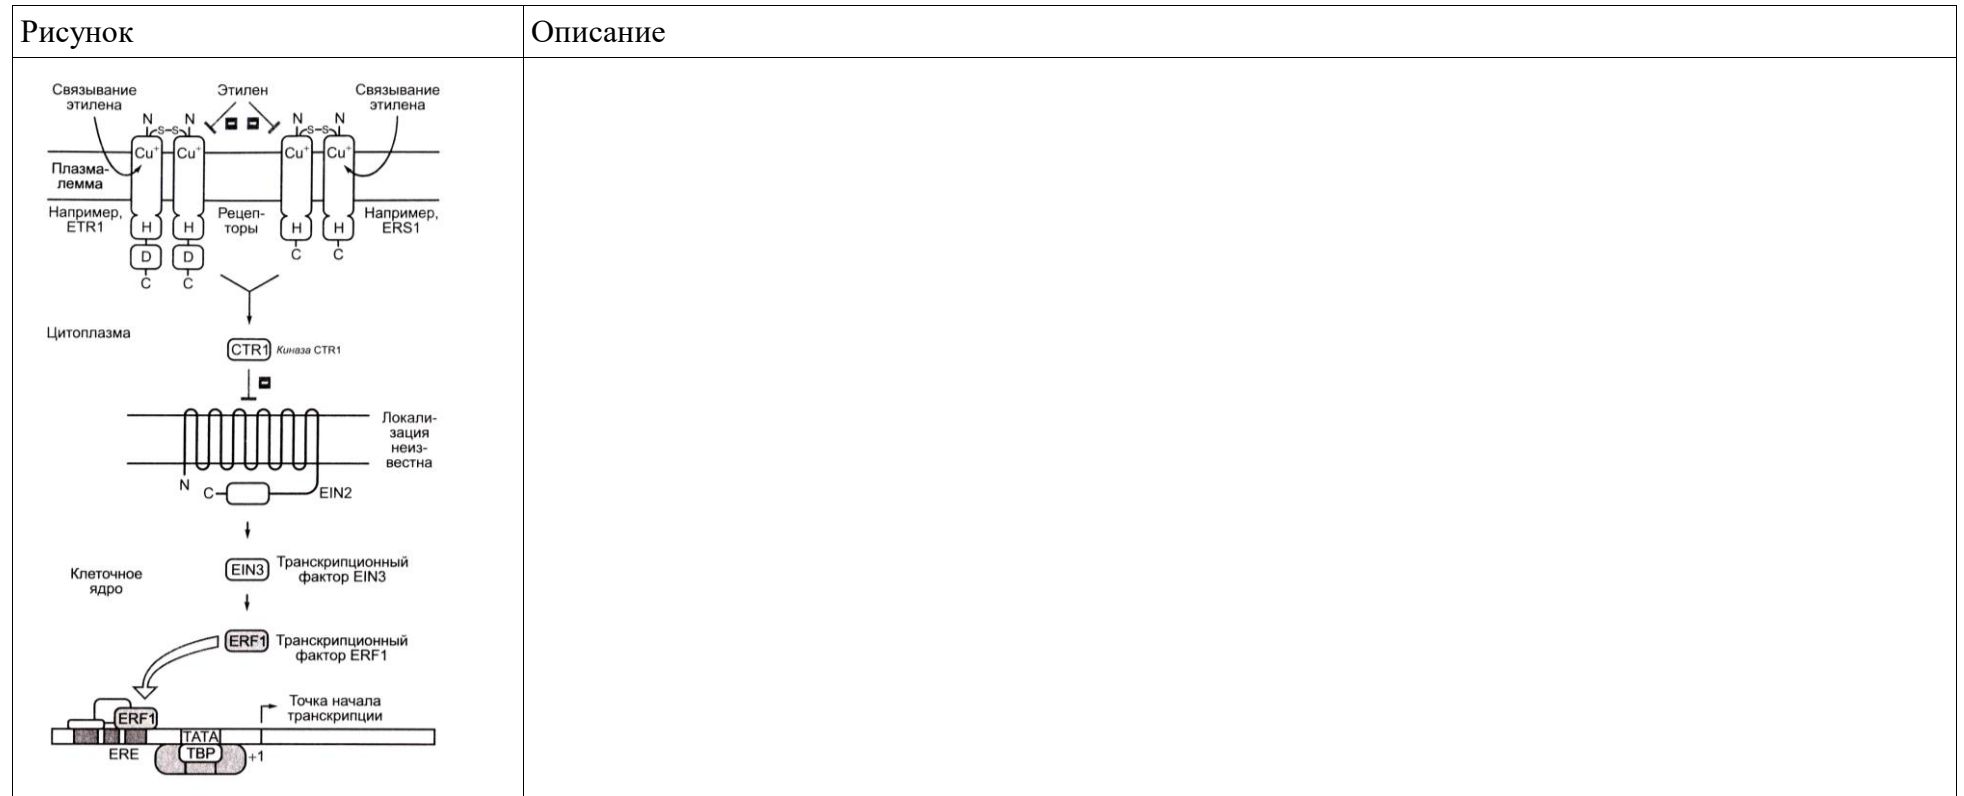 Рисунок
Описание
Связывание
этилена
Этилен
Связывание
этилена
N
N
N
N
S-S
S-S
Cu+
Cu+
Cu+
Cu+
Плазма-
лемма
Например,
ETR1
Рецеп-
торы
Например,
ERS1
H
H
H
H
D
D
C
C
C
C
Цитоплазма
CTR1
Киназа CTR1
Локали-
зация
неиз-
вестна
N
C
EIN2
Клеточное
ядро
EIN3
Транскрипционный
фактор EIN3
ERF1
Транскрипционный
фактор ERF1
Точка начала
транскрипции
ERF1
TATA
ERE
TBP
+1